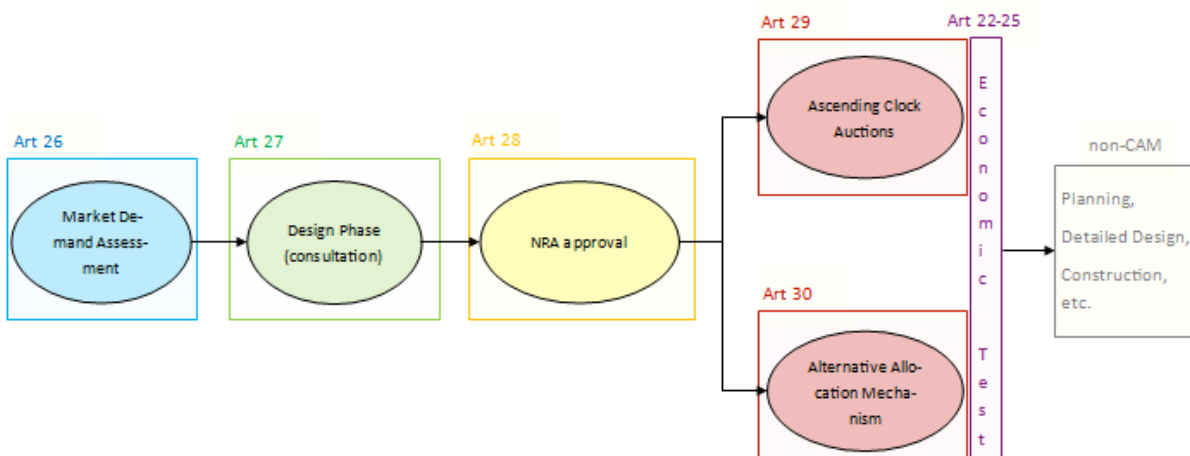 Art 26
Market De-
mand Assess-
ment
Art 27
Design Phase
(consultation)
Art 28
NRA approval
Art 29
Ascending Clock
Auctions
Art 30
Alternative Allo-
cation Mecha-
nism
Art 22-25
Economic Test
non-CAM
Planning,
Detailed Design,
Construction,
etc.